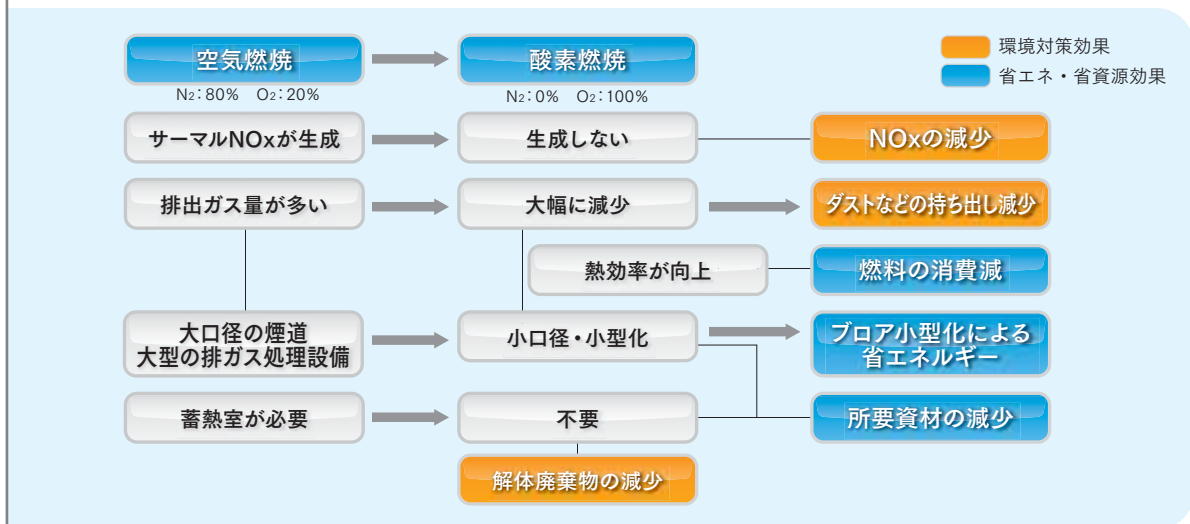 空気燃焼
酸素燃焼
環境対策効果
省エネ・省資源効果
N2：80%　O2：20%
N2：0%　O2：100%
サーマルNOxが生成
生成しない
NOxの減少
排出ガス量が多い
大幅に減少
ダストなどの持ち出し減少
熱効率が向上
燃料の消費減
大口径の煙道
大型の排ガス処理設備
小口径・小型化
ブロア小型化による
省エネルギー
蓄熱室が必要
不要
所要資材の減少
解体廃棄物の減少